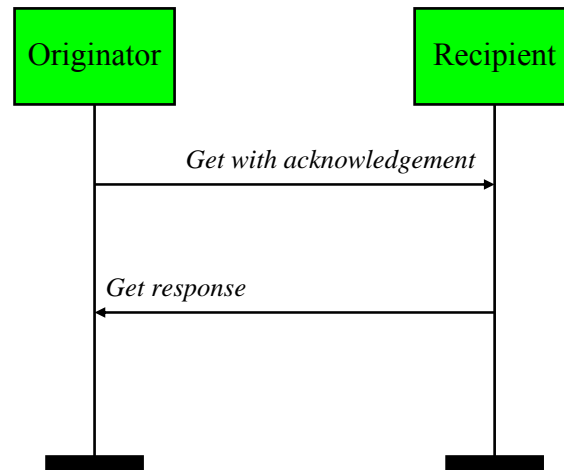 Originator
Recipient
Get with acknowledgement
Get response